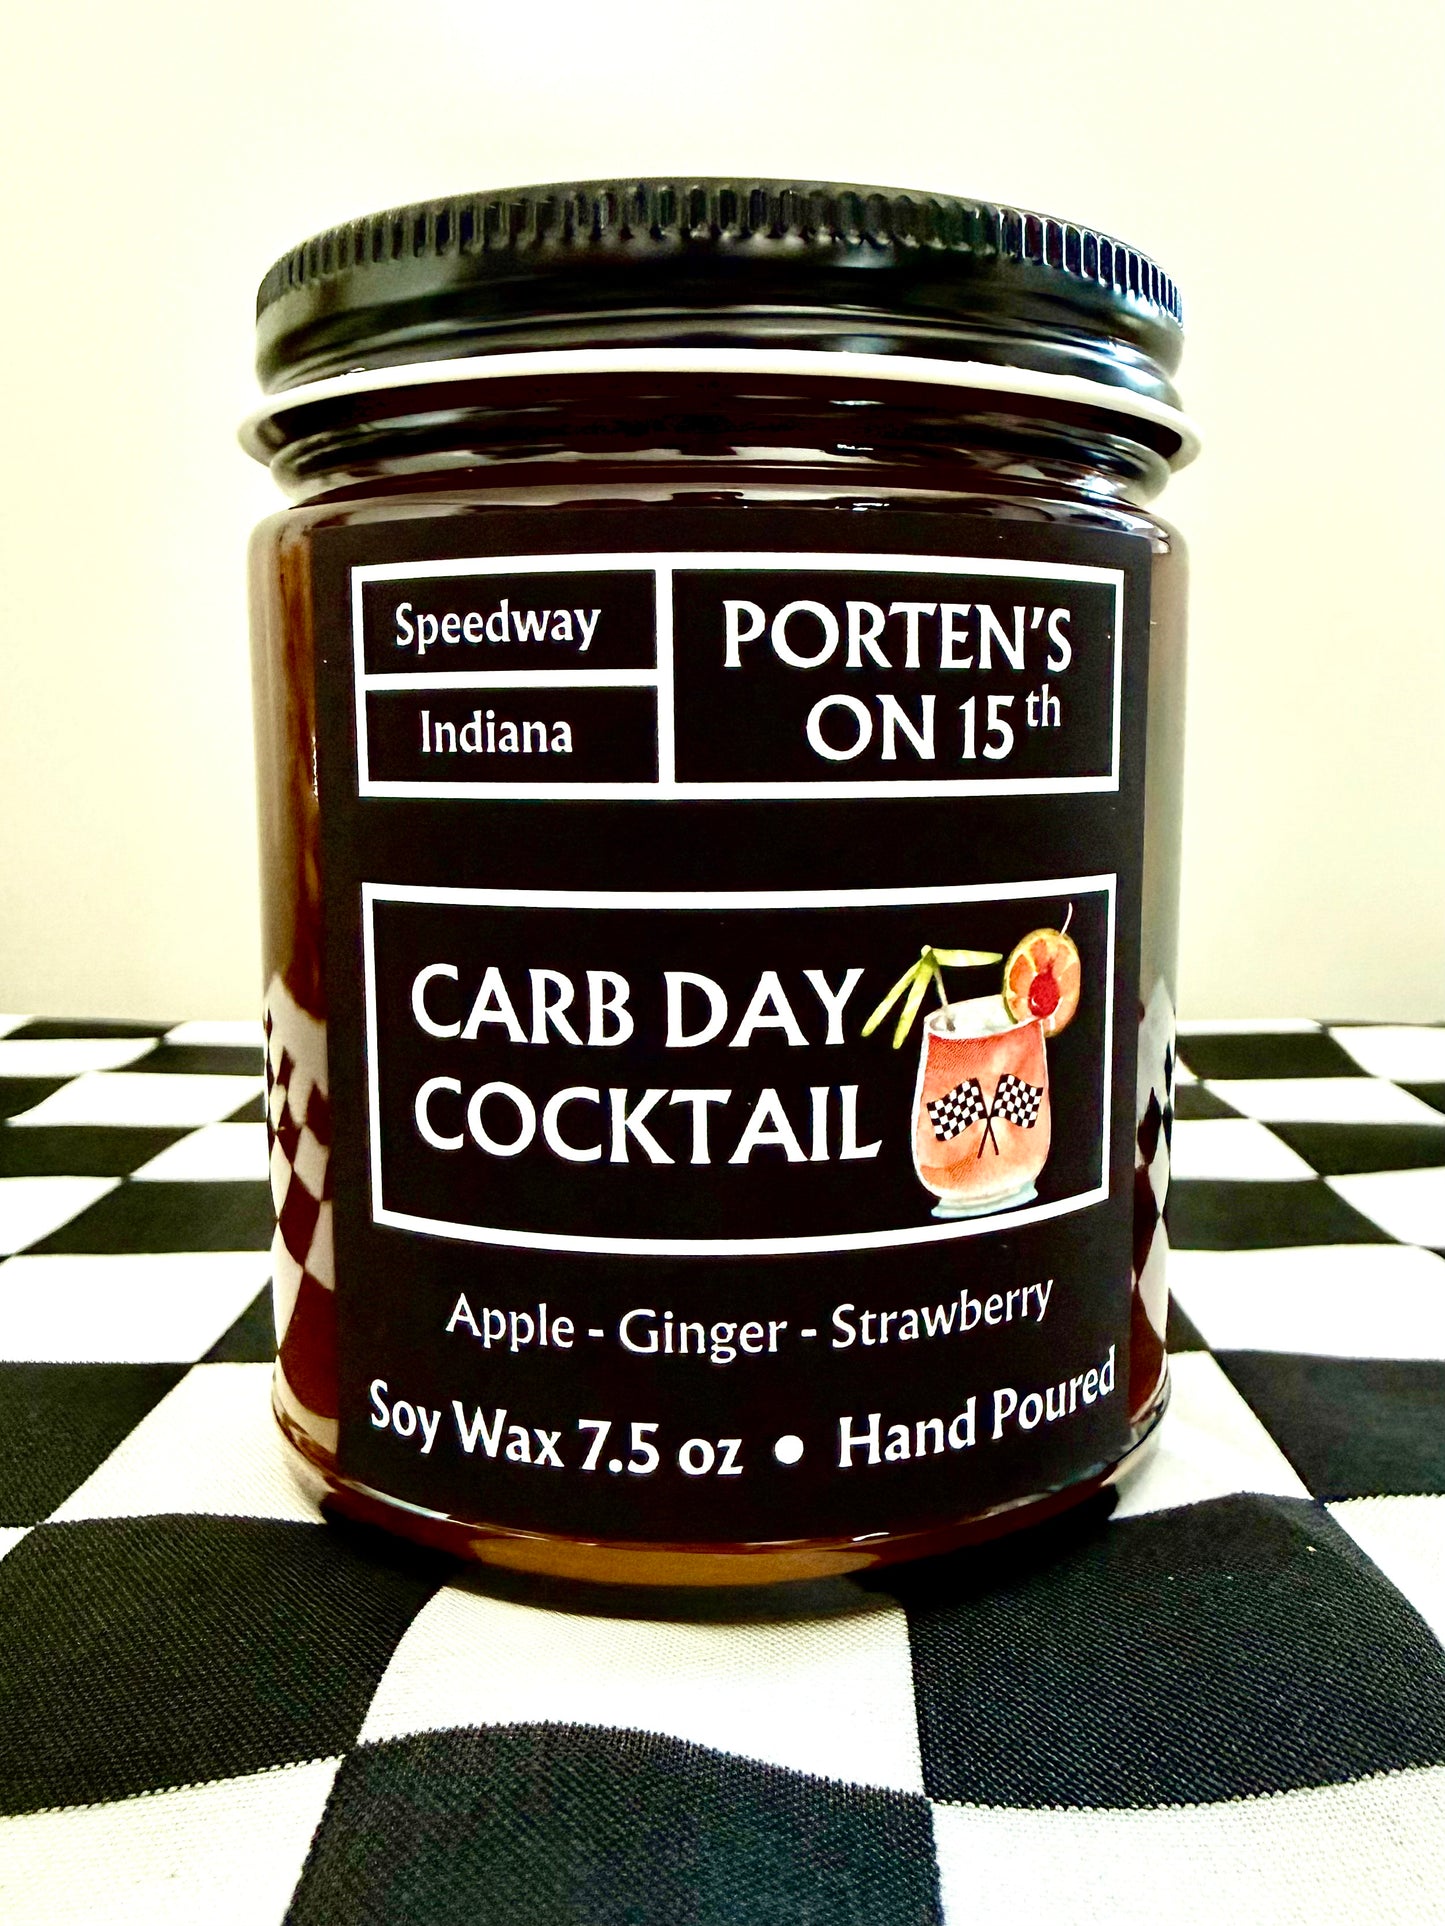 Speedway
Indiana
PORTEN'S
ON 15th
CARB DAY
COCKTAIL
Apple - Ginger - Strawberry
Soy Wax 7.5 oz • Hand Poured